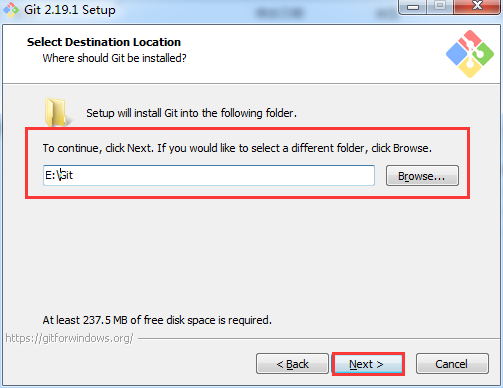 Git 2.19.1 Setup
Select Destination Location
Where should Git be installed?
Setup will install Git into the following folder.
To continue, click Next. If you would like to select a different folder, click Browse.
E:\Git
Browse...
At least 237.5 MB of free disk space is required.
https://gitforwindows.org/
< Back
Next >
Cancel